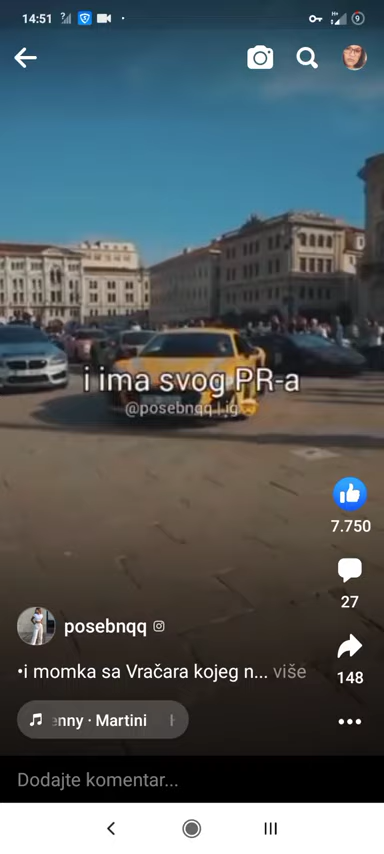 14:51
9
i ima svog PR-a
@posebnqq | ig
7.750
27
posebnqq
•i momka sa Vračara kojeg n... više
148
enny · Martini
Dodajte komentar...